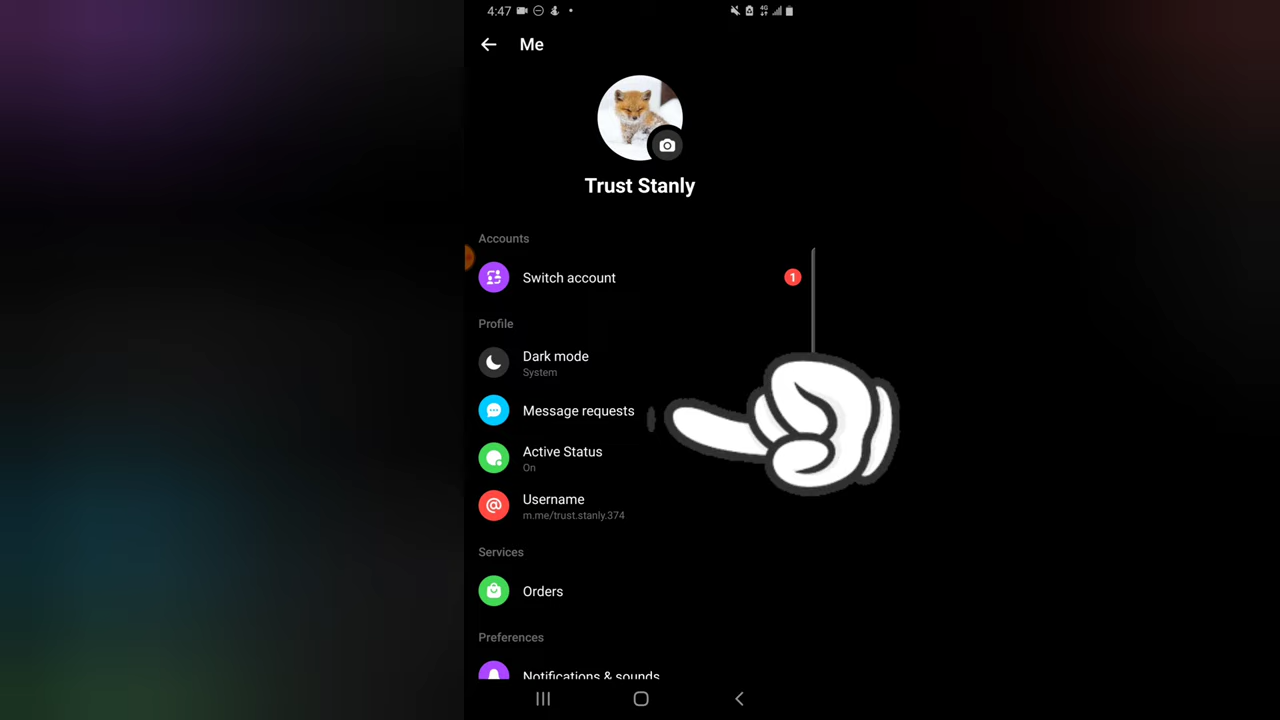 4:47
4G
Me
Trust Stanly
Accounts
Switch account
1
Profile
Dark mode
System
Message requests
Active Status
On
@
Username
m.me/trust.stanly.374
Services
Orders
Preferences
Notifications & sounds